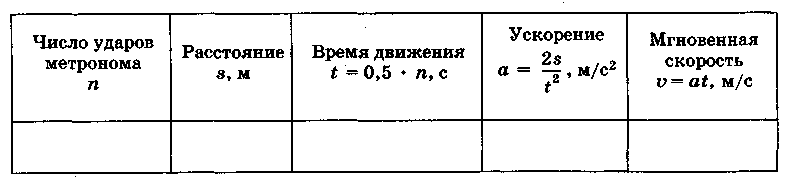 Число ударов
метронома
n
Расстояние
s, м
Время движения
t = 0,5 · n, с
Ускорение
a = 2s/t², м/с²
Мгновенная
скорость
v = at, м/с